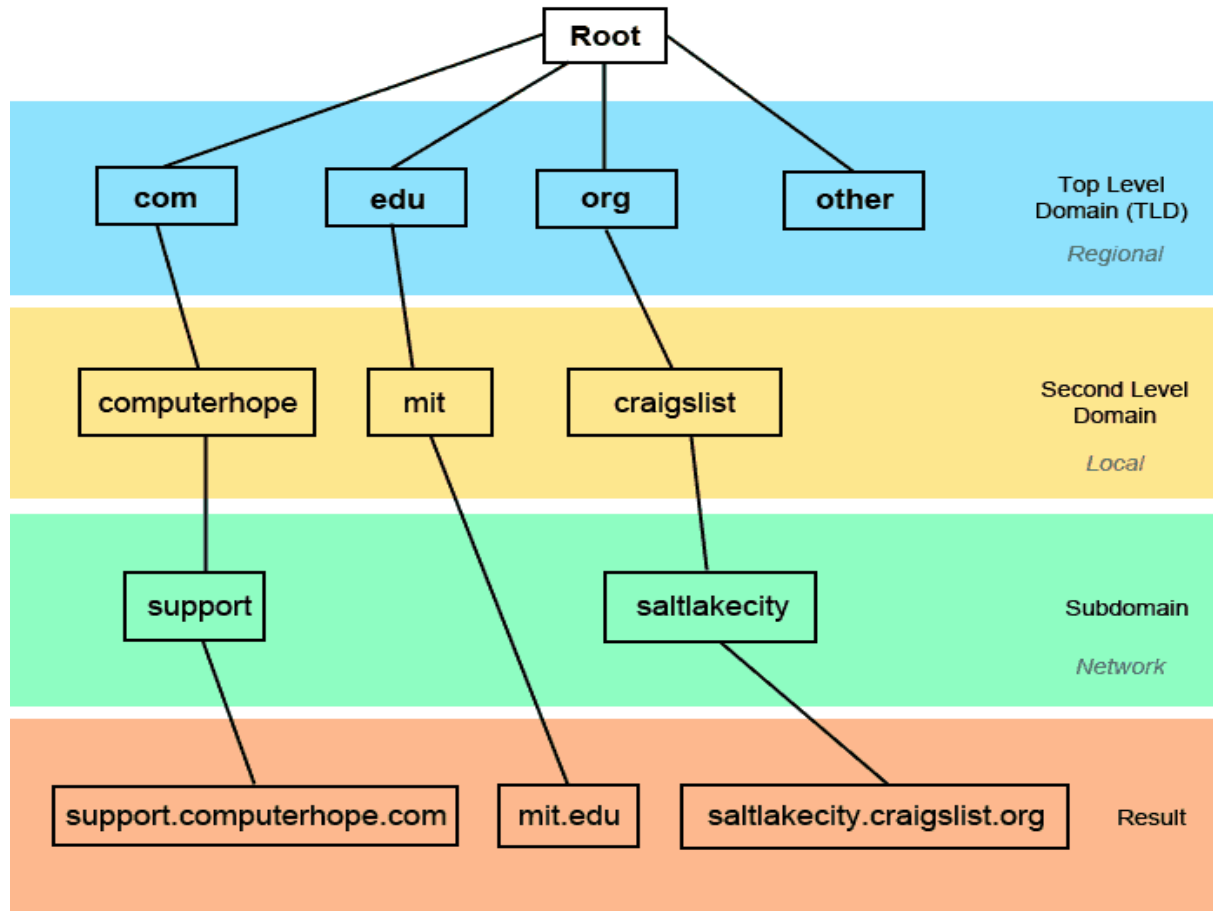 Root
com
edu
org
other
Top Level
Domain (TLD)
Regional
computerhope
mit
craigslist
Second Level
Domain
Local
support
saltlakecity
Subdomain
Network
support.computerhope.com
mit.edu
saltlakecity.craigslist.org
Result